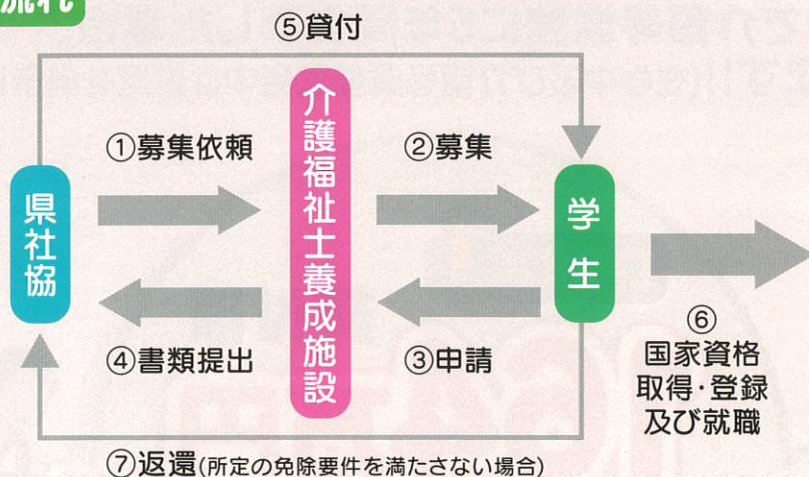 流れ
⑤貸付
①募集依頼
②募集
県社協
介護福祉士養成施設
学生
④書類提出
③申請
⑥
国家資格
取得・登録
及び就職
⑦返還(所定の免除要件を満たさない場合)